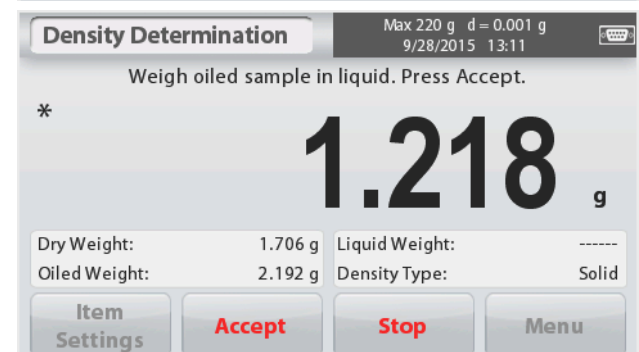 Density Determination
Max 220 g d = 0.001 g
9/28/2015 13:11
Weigh oiled sample in liquid. Press Accept.
*
1.218 g
Dry Weight: 1.706 g Liquid Weight: ------
Oiled Weight: 2.192 g Density Type: Solid
Item
Settings
Accept
Stop
Menu